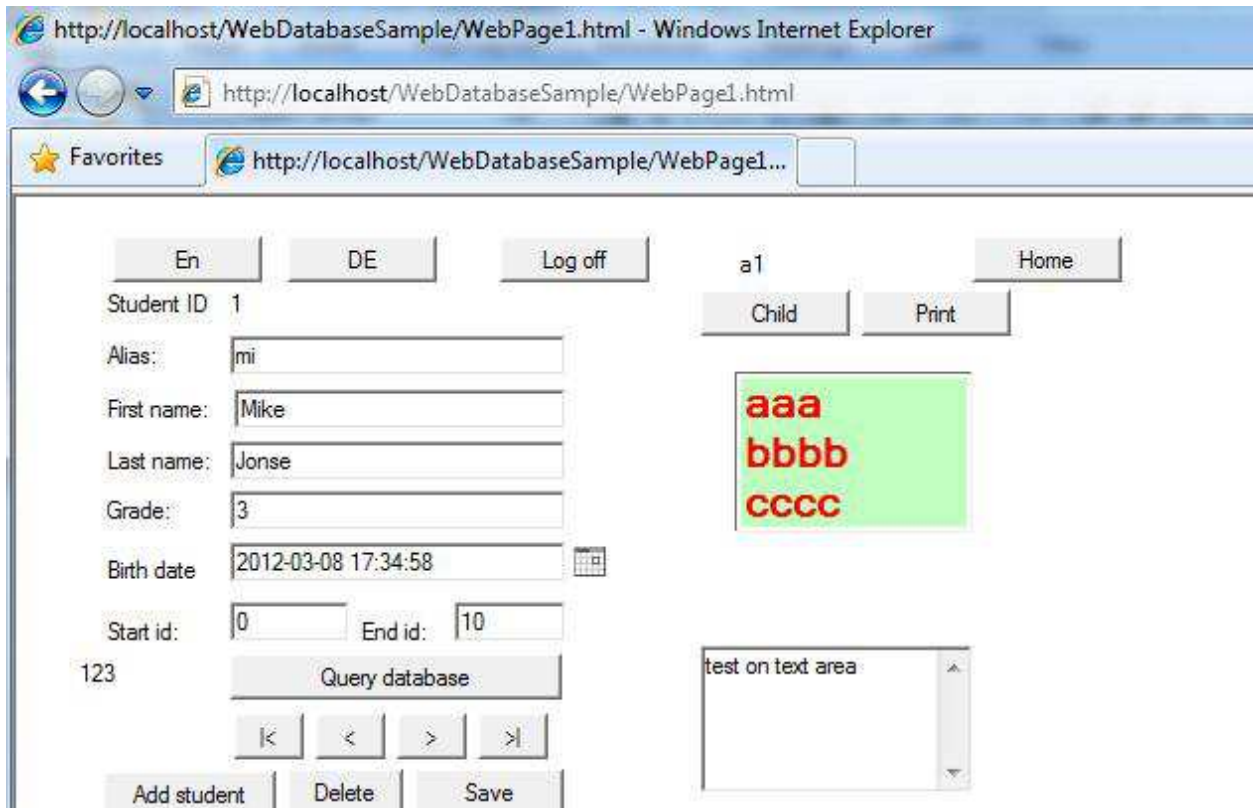 http://localhost/WebDatabaseSample/WebPage1.html - Windows Internet Explorer
http://localhost/WebDatabaseSample/WebPage1.html
Favorites http://localhost/WebDatabaseSample/WebPage1...
En DE Log off a1 Home
Student ID 1 Child Print
Alias: mi
First name: Mike
aaa
Last name: Jonse
bbbb
Grade: 3
cccc
Birth date 2012-03-08 17:34:58
Start id: 0 End id: 10
123 Query database test on text area
|< < > >|
Add student Delete Save